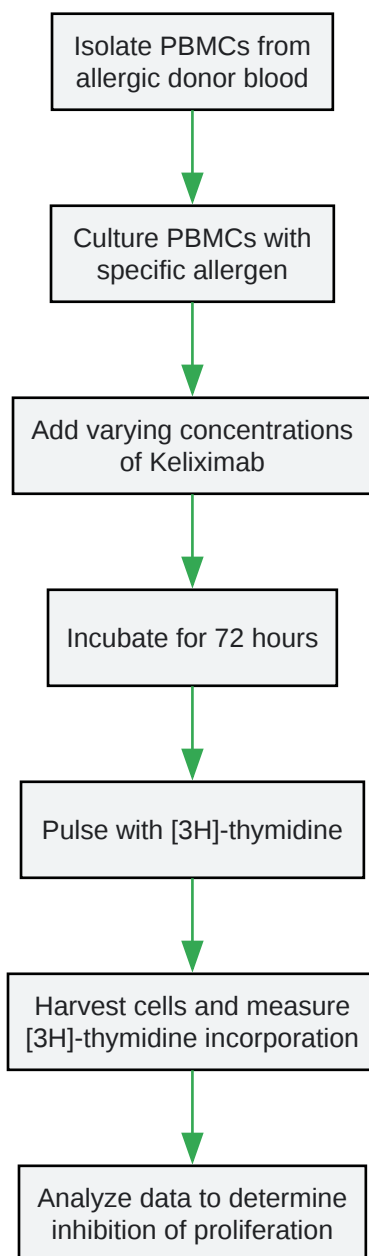 Isolate PBMCs from
allergic donor blood
Culture PBMCs with
specific allergen
Add varying concentrations
of Keliximab
Incubate for 72 hours
Pulse with [3H]-thymidine
Harvest cells and measure
[3H]-thymidine incorporation
Analyze data to determine
inhibition of proliferation